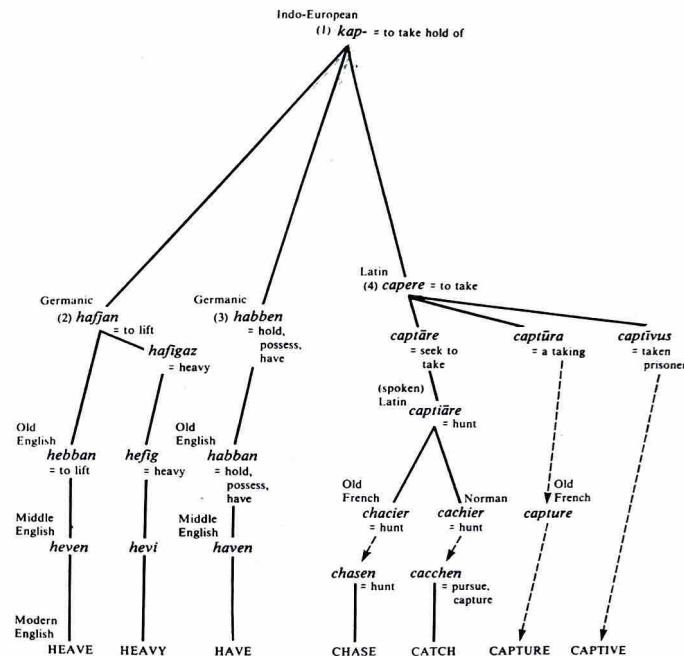 Indo-European
(1) kap- = to take hold of
Latin
(4) capere = to take
Germanic
(2) hafjan
= to lift
Germanic
(3) habben
= hold,
possess,
have
hafigaz
= heavy
captāre
= seek to
take
captūra
= a taking
captīvus
= taken
prisoner
(spoken)
Latin
captiāre
= hunt
Old
English
hebban
= to lift
hefig
= heavy
Old
English
habban
= hold,
possess,
have
Old
French
chacier
= hunt
Norman
cachier
= hunt
Old
French
capture
Middle
English
heven
hevi
Middle
English
haven
chasen
= hunt
cacchen
= pursue,
capture
Modern
English
HEAVE HEAVY HAVE CHASE CATCH CAPTURE CAPTIVE